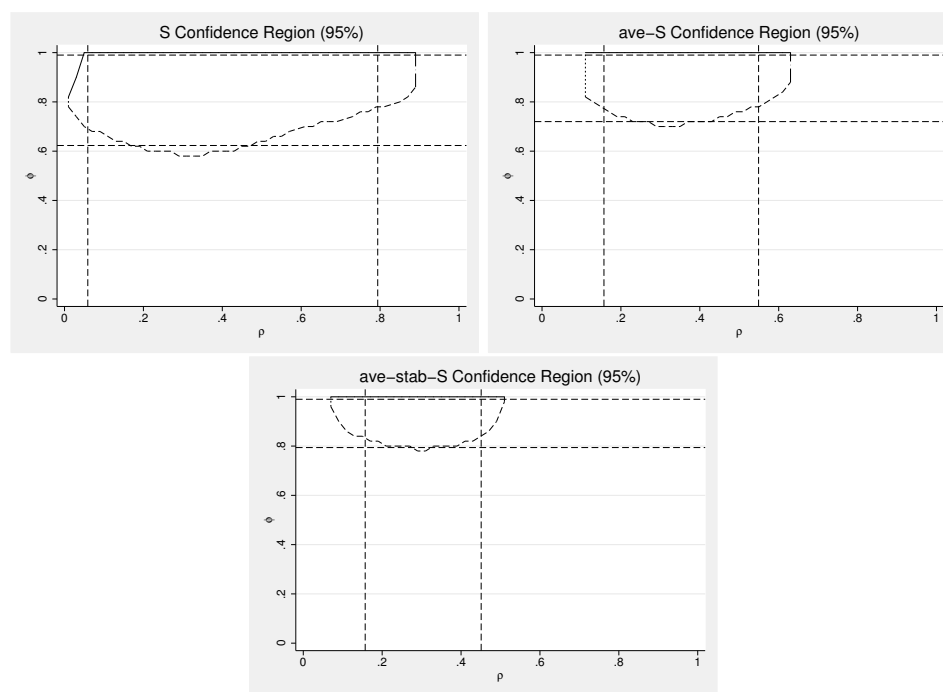 S Confidence Region (95%)
1
.8
.6
.4
.2
0
ϕ
0 .2 .4 .6 .8 1
ρ
ave−S Confidence Region (95%)
1
.8
.6
.4
.2
0
ϕ
0 .2 .4 .6 .8 1
ρ
ave−stab−S Confidence Region (95%)
1
.8
.6
.4
.2
0
ϕ
0 .2 .4 .6 .8 1
ρ